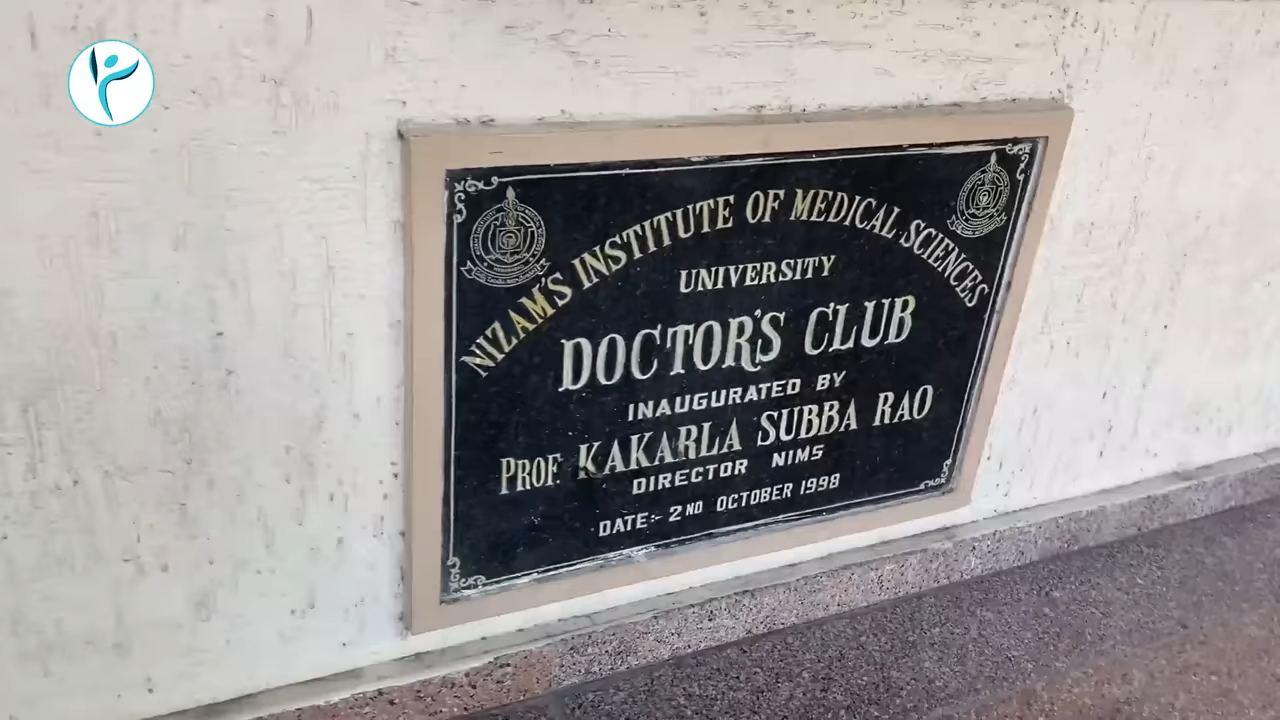 NIZAM'S INSTITUTE OF MEDICAL SCIENCES
UNIVERSITY
DOCTOR'S CLUB
INAUGURATED BY
PROF. KAKARLA SUBBA RAO
DIRECTOR NIMS
DATE:- 2ND OCTOBER 1998